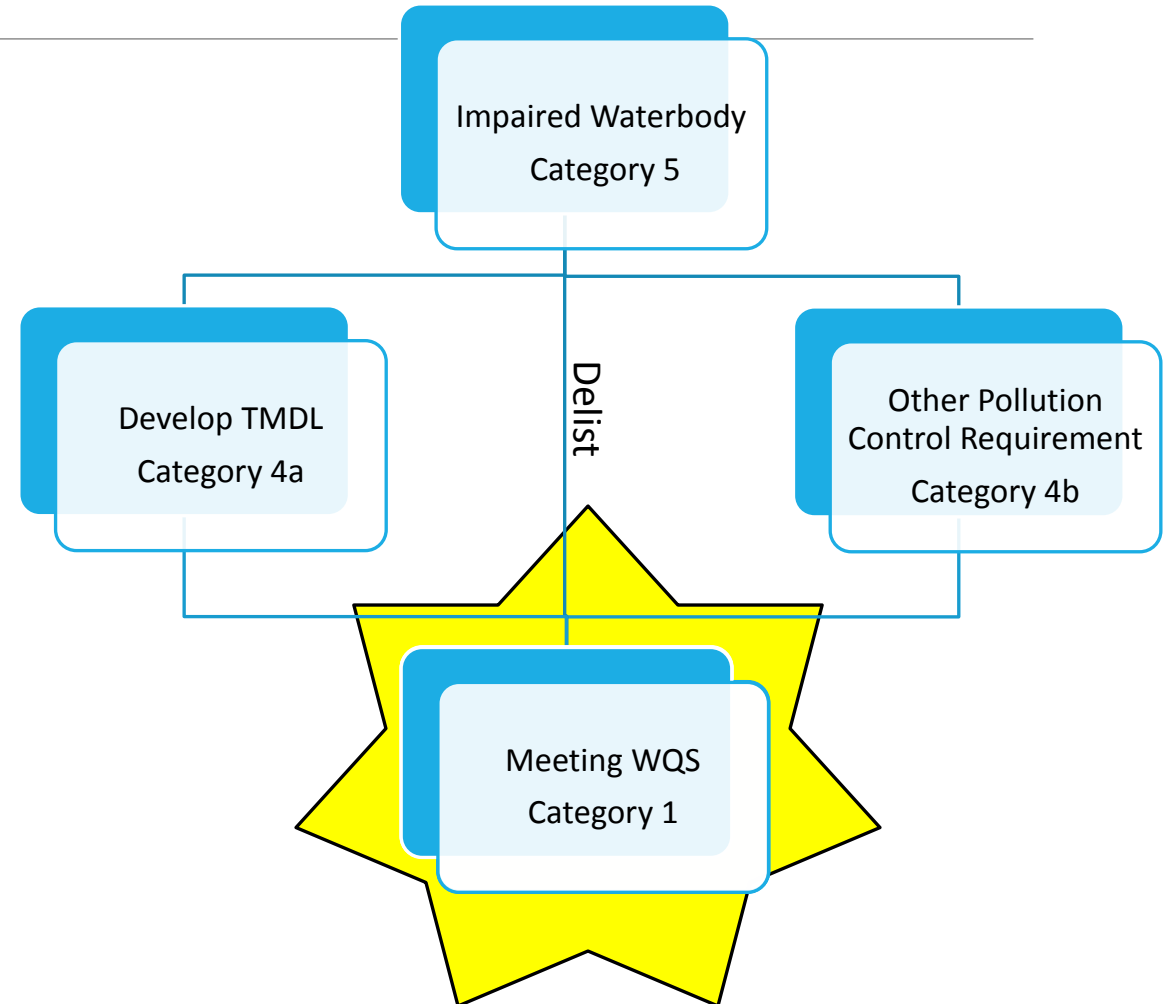 Impaired Waterbody
Category 5
Delist
Develop TMDL
Category 4a
Other Pollution
Control Requirement
Category 4b
Meeting WQS
Category 1